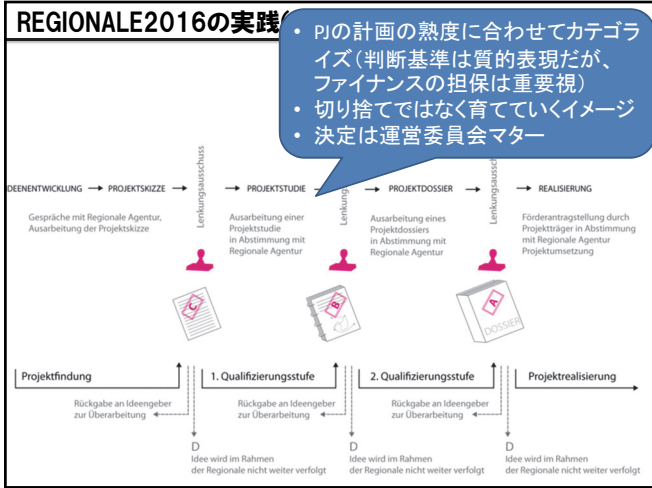 REGIONALE2016の実践
• PJの計画の熟度に合わせてカテゴラ
イズ（判断基準は質的表現だが、
ファイナンスの担保は重要視）
• 切り捨てではなく育てていくイメージ
• 決定は運営委員会マター
DEENENTWICKLUNG → PROJEKTSKIZZE →
Lenkungsausschuss
→ PROJEKTSTUDIE
Lenkung
→ PROJEKTDOSSIER →
→ REALISIERUNG
Gespräche mit Regionale Agentur,
Ausarbeitung der Projektskizze
Ausarbeitung einer
Projektstudie
in Abstimmung mit
Regionale Agentur
Ausarbeitung eines
Projektdossiers
in Abstimmung mit
Regionale Agentur
Förderantragstellung durch
Projektträger in Abstimmung
mit Regionale Agentur
Projektumsetzung
C
B
A
DOSSIER
Projektfindung
1. Qualifizierungsstufe
2. Qualifizierungsstufe
Projektrealisierung
Rückgabe an Ideengeber
zur Überarbeitung
Rückgabe an Ideengeber
zur Überarbeitung
Rückgabe an Ideengeber
zur Überarbeitung
D
Idee wird im Rahmen
der Regionale nicht weiter verfolgt
D
Idee wird im Rahmen
der Regionale nicht weiter verfolgt
D
Idee wird im Rahmen
der Regionale nicht weiter verfolgt